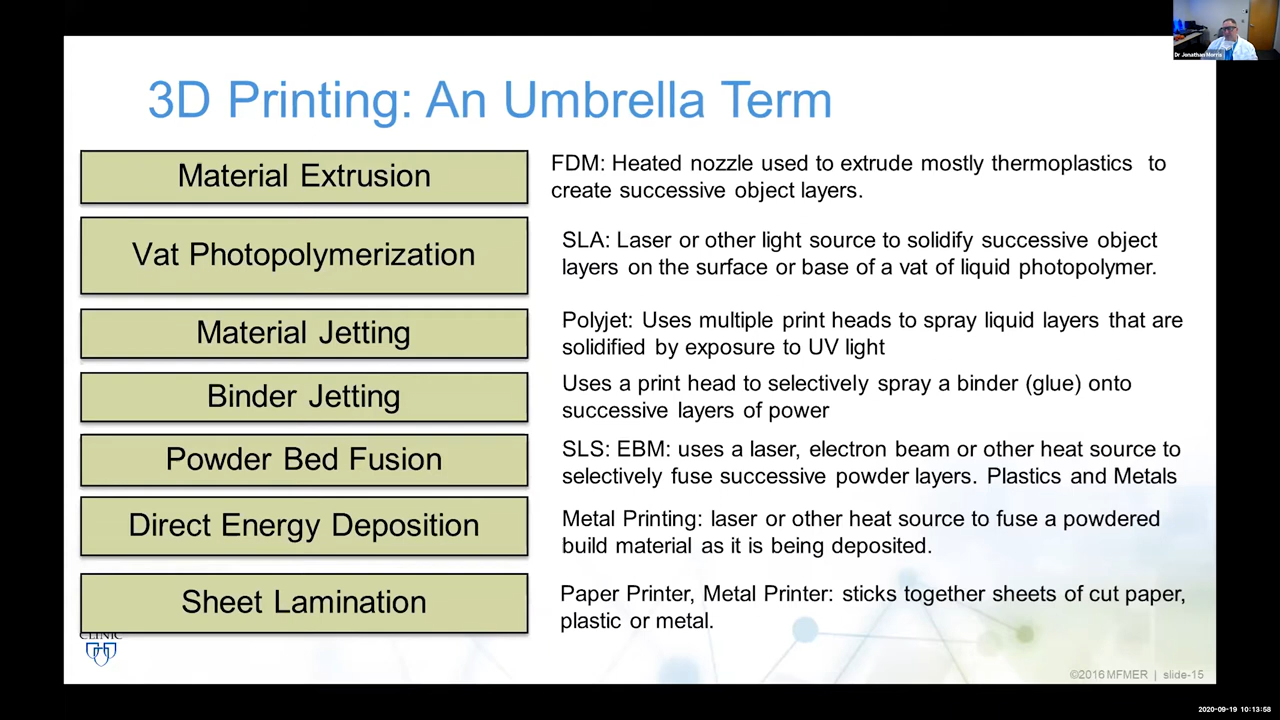 Dr Jonathan Morris
3D Printing: An Umbrella Term
Material Extrusion
FDM: Heated nozzle used to extrude mostly thermoplastics to
create successive object layers.
Vat Photopolymerization
SLA: Laser or other light source to solidify successive object
layers on the surface or base of a vat of liquid photopolymer.
Material Jetting
Polyjet: Uses multiple print heads to spray liquid layers that are
solidified by exposure to UV light
Binder Jetting
Uses a print head to selectively spray a binder (glue) onto
successive layers of power
Powder Bed Fusion
SLS: EBM: uses a laser, electron beam or other heat source to
selectively fuse successive powder layers. Plastics and Metals
Direct Energy Deposition
Metal Printing: laser or other heat source to fuse a powdered
build material as it is being deposited.
Sheet Lamination
Paper Printer, Metal Printer: sticks together sheets of cut paper,
plastic or metal.
CLINIC
©2016 MFMER | slide-15
2020-09-19 10:13:58